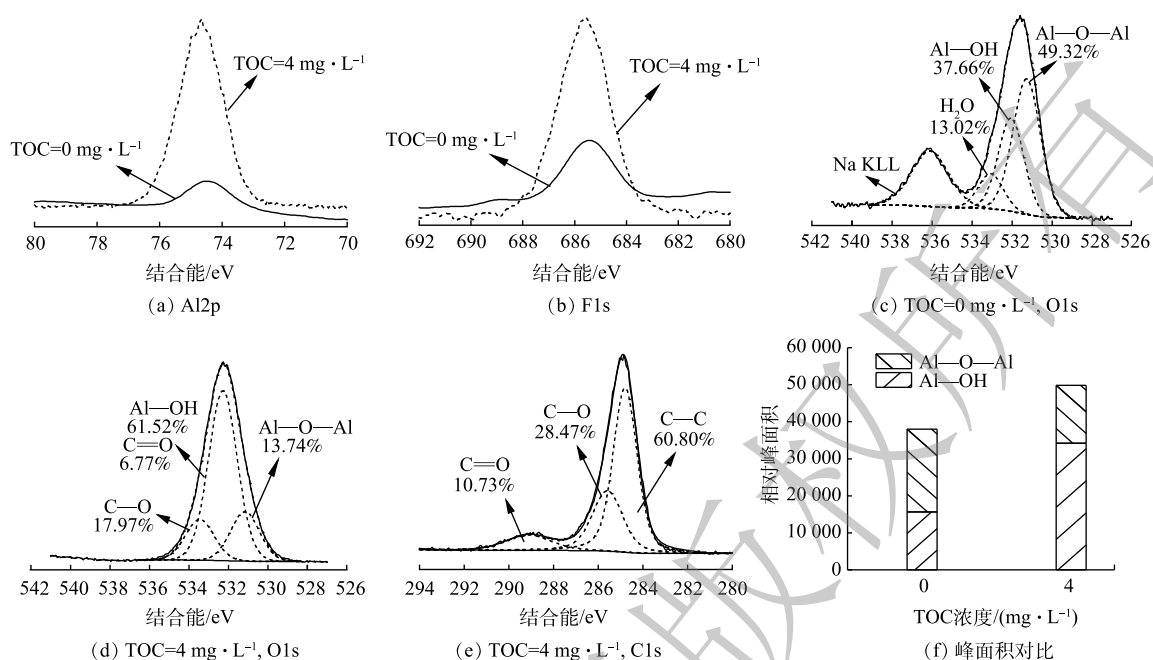 TOC=4 mg · L⁻¹
TOC=0 mg · L⁻¹
80 78 76 74 72 70
结合能/eV
(a) Al2p
TOC=4 mg · L⁻¹
TOC=0 mg · L⁻¹
692 690 688 686 684 682 680
结合能/eV
(b) F1s
Al—O—Al
49.32%
Al—OH
37.66%
H₂O
13.02%
Na KLL
542 540 538 536 534 532 530 528 526
结合能/eV
(c) TOC=0 mg · L⁻¹, O1s
Al—OH
61.52%
C=O
6.77%
Al—O—Al
13.74%
C—O
17.97%
542 540 538 536 534 532 530 528 526
结合能/eV
(d) TOC=4 mg · L⁻¹, O1s
C—O
28.47%
C—C
60.80%
C=O
10.73%
294 292 290 288 286 284 282 280
结合能/eV
(e) TOC=4 mg · L⁻¹, C1s
相对峰面积
60 000
50 000
40 000
30 000
20 000
10 000
0
Al—O—Al
Al—OH
0 4
TOC浓度/(mg · L⁻¹)
(f) 峰面积对比
版权所有